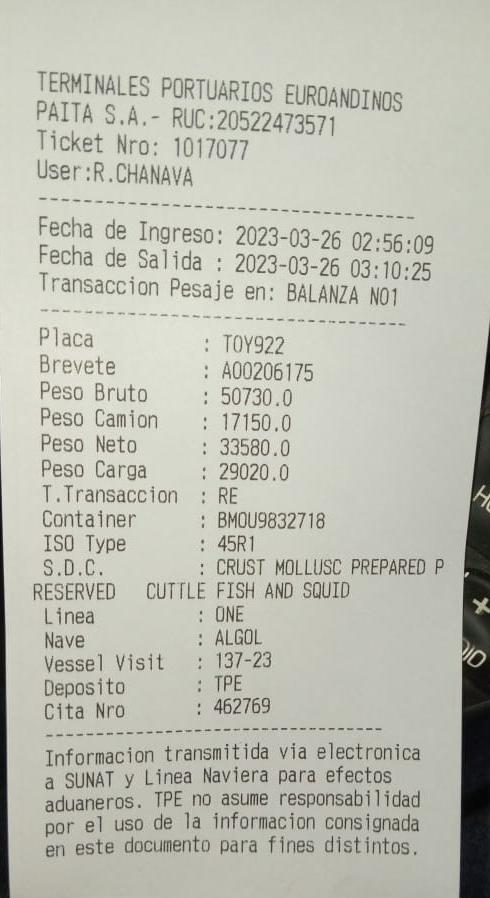 TERMINALES PORTUARIOS EUROANDINOS
PAITA S.A.- RUC:20522473571
Ticket Nro: 1017077
User:R.CHANAVA
Fecha de Ingreso: 2023-03-26 02:56:09
Fecha de Salida : 2023-03-26 03:10:25
Transaccion Pesaje en: BALANZA NO1
Placa : TOY922
Brevete : A00206175
Peso Bruto : 50730.0
Peso Camion : 17150.0
Peso Neto : 33580.0
Peso Carga : 29020.0
T.Transaccion : RE
Container : BMOU9832718
ISO Type : 45R1
S.D.C. : CRUST MOLLUSC PREPARED P
RESERVED CUTTLE FISH AND SQUID
Linea : ONE
Nave : ALGOL
Vessel Visit : 137-23
Deposito : TPE
Cita Nro : 462769
Informacion transmitida via electronica
a SUNAT y Linea Naviera para efectos
aduaneros. TPE no asume responsabilidad
por el uso de la informacion consignada
en este documento para fines distintos.